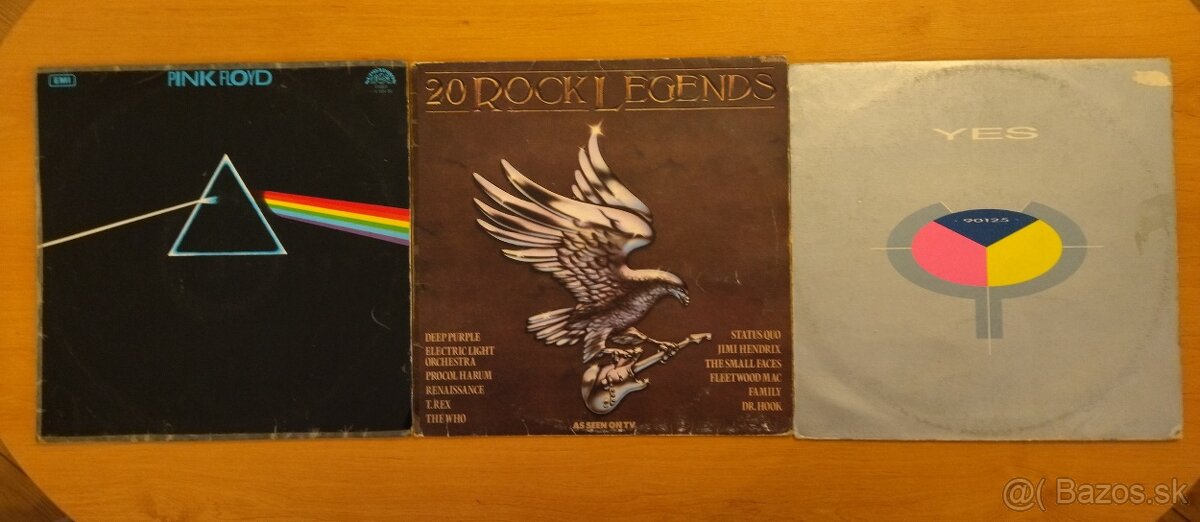 EMI
PINK FLOYD
20 ROCK LEGENDS
DEEP PURPLE
ELECTRIC LIGHT
ORCHESTRA
PROCOL HARUM
RENAISSANCE
T. REX
THE WHO
STATUS QUO
JIMI HENDRIX
THE SMALL FACES
FLEETWOOD MAC
FAMILY
DR. HOOK
AS SEEN ON TV
YES
90125
@( Bazos.sk